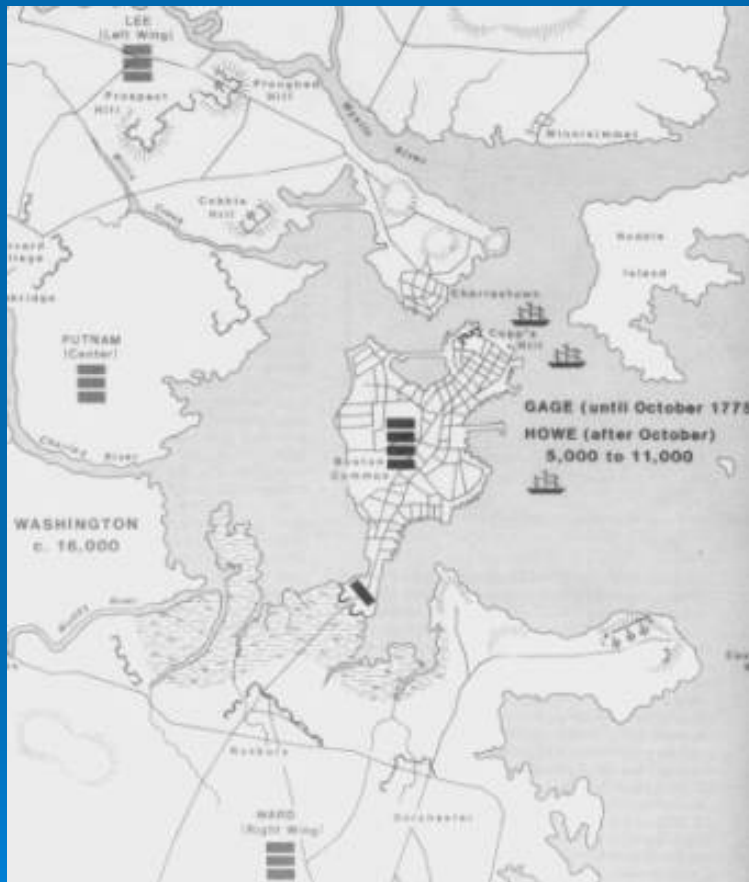 LEE
(Left Wing)
Prospect
Hill
Ploughed
Hill
Mystic
River
Winnisimmet
Cobble
Hill
Creek
Noddle
Island
Charlestown
Copp's
Hill
PUTNAM
(Center)
GAGE (until October 1775
HOWE (after October)
5,000 to 11,000
Boston
Common
Charles River
WASHINGTON
c. 16,000
Muddy River
Roxbury
Dorchester
WARD
(Right Wing)